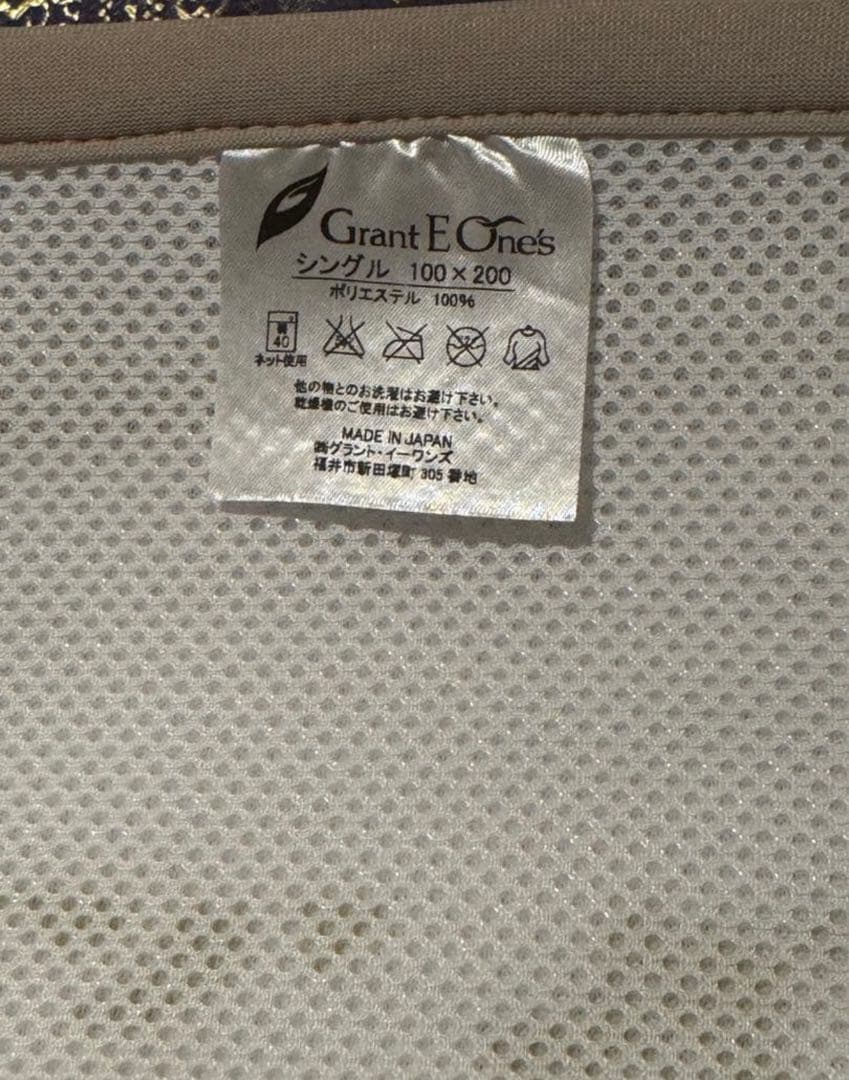 Grant E One's
シングル 100×200
ポリエステル 100%
40
ネット使用
他の物とのお洗濯はお避け下さい。
乾燥機のご使用はお避け下さい。
MADE IN JAPAN
㈱グラント・イーワンズ
福井市新田塚町 305 番地